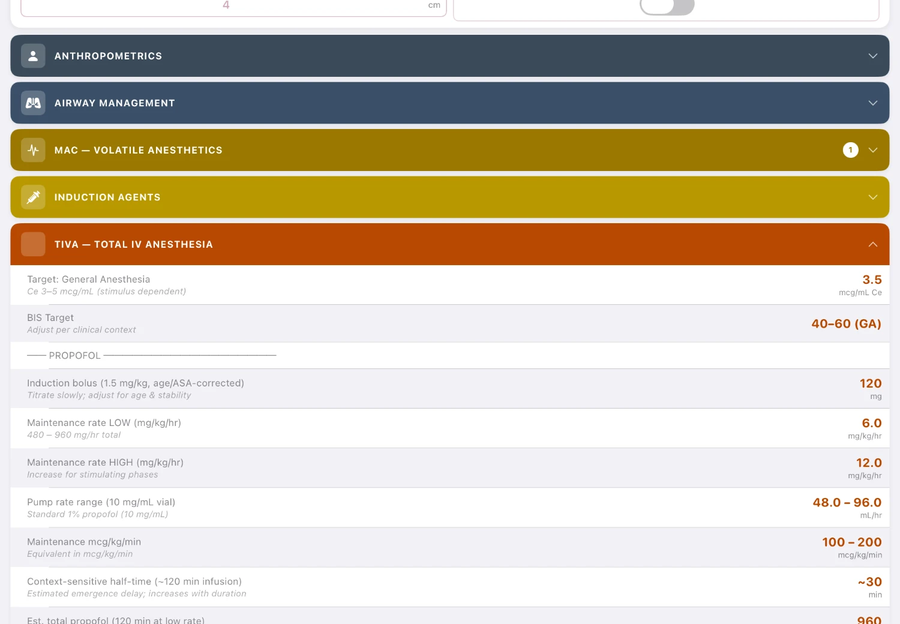 4
cm
ANTHROPOMETRICS
AIRWAY MANAGEMENT
MAC — VOLATILE ANESTHETICS
1
INDUCTION AGENTS
TIVA — TOTAL IV ANESTHESIA
Target: General Anesthesia
3.5
Ce 3–5 mcg/mL (stimulus dependent)
mcg/mL Ce
BIS Target
Adjust per clinical context
40–60 (GA)
—— PROPOFOL ——————————————————
Induction bolus (1.5 mg/kg, age/ASA-corrected)
120
Titrate slowly; adjust for age & stability
mg
Maintenance rate LOW (mg/kg/hr)
6.0
480 – 960 mg/hr total
mg/kg/hr
Maintenance rate HIGH (mg/kg/hr)
12.0
Increase for stimulating phases
mg/kg/hr
Pump rate range (10 mg/mL vial)
48.0 – 96.0
Standard 1% propofol (10 mg/mL)
mL/hr
Maintenance mcg/kg/min
100 – 200
Equivalent in mcg/kg/min
mcg/kg/min
Context-sensitive half-time (~120 min infusion)
~30
Estimated emergence delay; increases with duration
min
Est. total propofol (120 min at low rate)
960